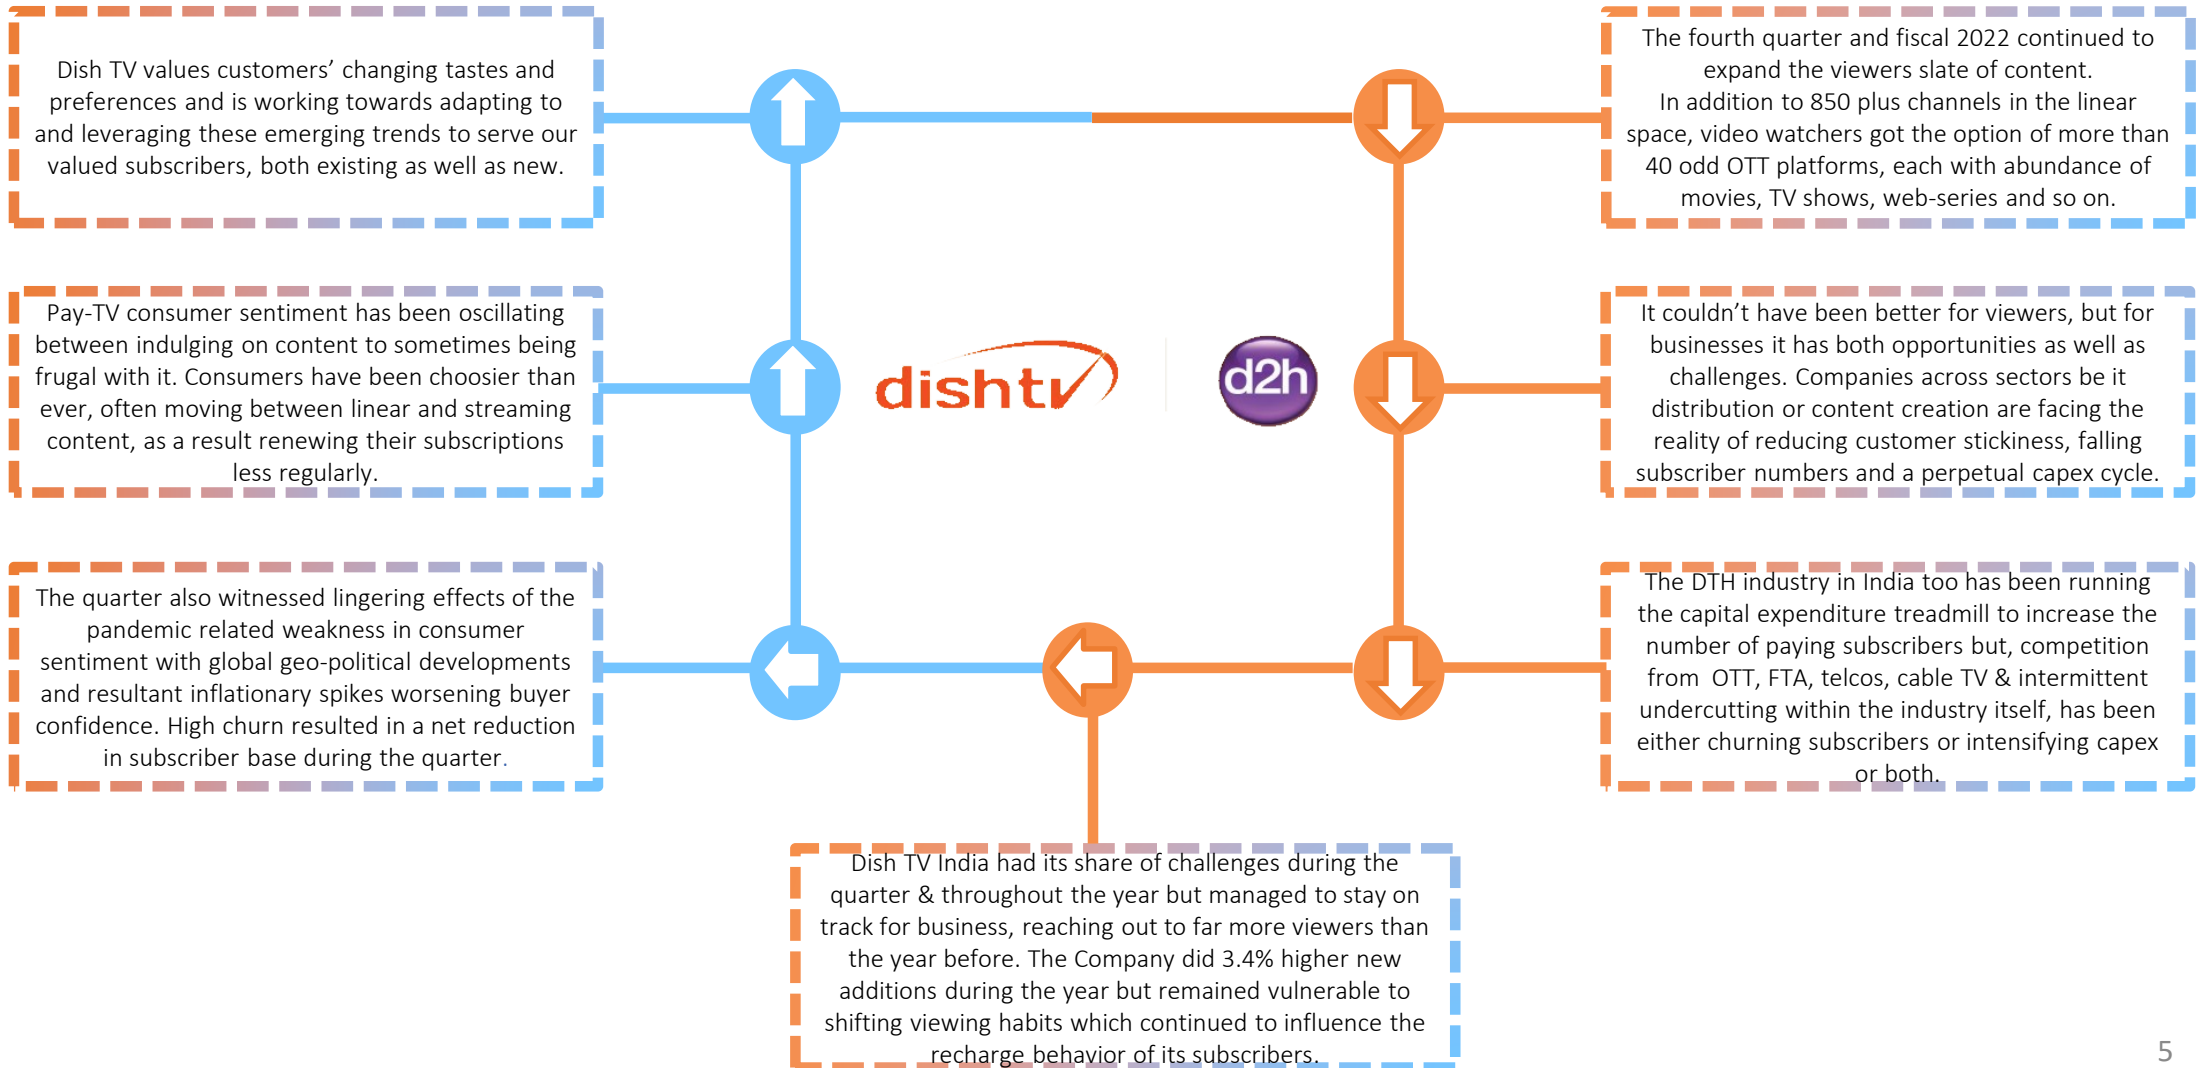 Dish TV values customers’ changing tastes and
preferences and is working towards adapting to
and leveraging these emerging trends to serve our
valued subscribers, both existing as well as new.
The fourth quarter and fiscal 2022 continued to
expand the viewers slate of content.
In addition to 850 plus channels in the linear
space, video watchers got the option of more than
40 odd OTT platforms, each with abundance of
movies, TV shows, web-series and so on.
Pay-TV consumer sentiment has been oscillating
between indulging on content to sometimes being
frugal with it. Consumers have been choosier than
ever, often moving between linear and streaming
content, as a result renewing their subscriptions
less regularly.
dishtv
d2h
It couldn’t have been better for viewers, but for
businesses it has both opportunities as well as
challenges. Companies across sectors be it
distribution or content creation are facing the
reality of reducing customer stickiness, falling
subscriber numbers and a perpetual capex cycle.
The quarter also witnessed lingering effects of the
pandemic related weakness in consumer
sentiment with global geo-political developments
and resultant inflationary spikes worsening buyer
confidence. High churn resulted in a net reduction
in subscriber base during the quarter.
The DTH industry in India too has been running
the capital expenditure treadmill to increase the
number of paying subscribers but, competition
from OTT, FTA, telcos, cable TV & intermittent
undercutting within the industry itself, has been
either churning subscribers or intensifying capex
or both.
Dish TV India had its share of challenges during the
quarter & throughout the year but managed to stay on
track for business, reaching out to far more viewers than
the year before. The Company did 3.4% higher new
additions during the year but remained vulnerable to
shifting viewing habits which continued to influence the
recharge behavior of its subscribers.
5